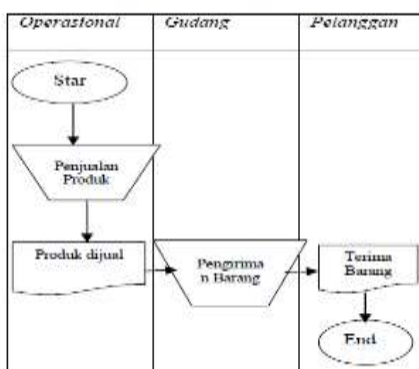 Operasional Gudang Pelanggan
Star
Penjualan
Produk
Produk dijual
Pengirima
n Barang
Terima
Barang
End